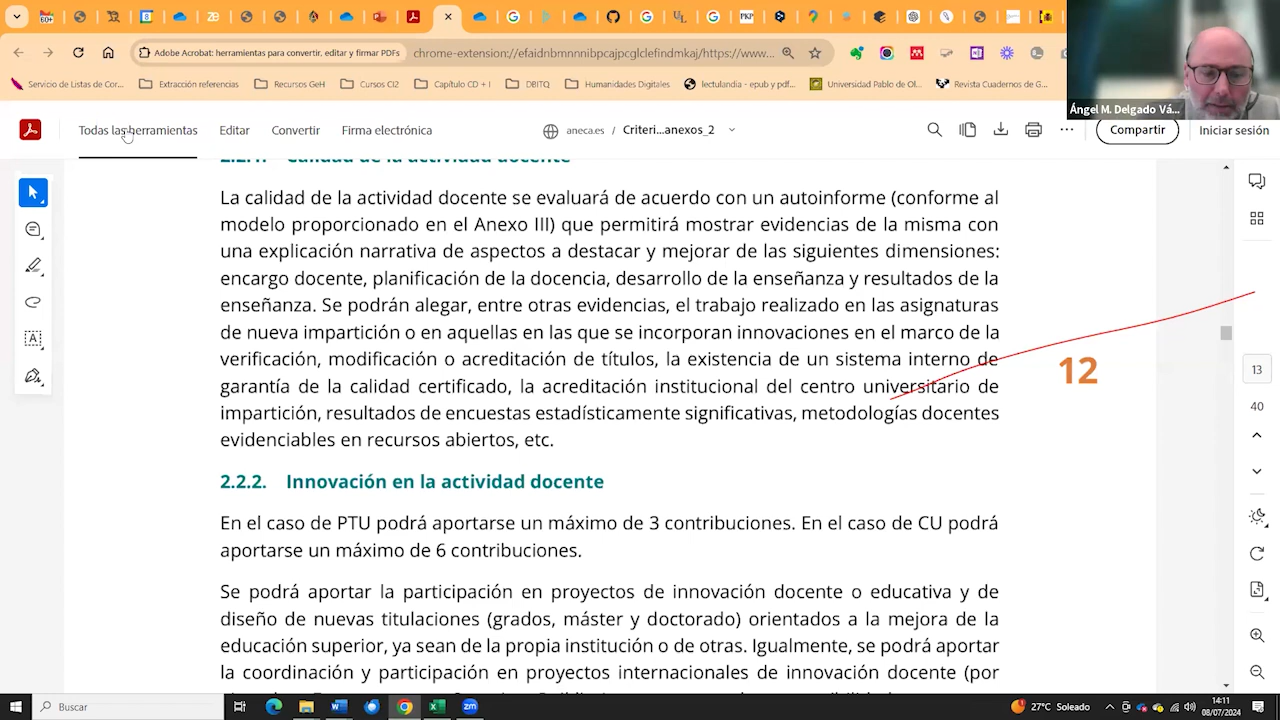 60+
8
2B
UL
PKP
Adobe Acrobat: herramientas para convertir, editar y firmar PDFs
chrome-extension://efaidnbmnnnibpcajpcglclefindmkaj/https://www...
Servicio de Listas de Cor...
Extracción referencias
Recursos GeH
Cursos CI2
Capítulo CD + I
DBITQ
Humanidades Digitales
lectulandia - epub y pdf...
Universidad Pablo de Ol...
Revista Cuadernos de G...
Ángel M. Delgado Vá...
Todas las herramientas
Editar
Convertir
Firma electrónica
aneca.es / Criteri...anexos_2
Compartir
Iniciar sesión
2.2.1. Calidad de la actividad docente
La calidad de la actividad docente se evaluará de acuerdo con un autoinforme (conforme al
modelo proporcionado en el Anexo III) que permitirá mostrar evidencias de la misma con
una explicación narrativa de aspectos a destacar y mejorar de las siguientes dimensiones:
encargo docente, planificación de la docencia, desarrollo de la enseñanza y resultados de la
enseñanza. Se podrán alegar, entre otras evidencias, el trabajo realizado en las asignaturas
de nueva impartición o en aquellas en las que se incorporan innovaciones en el marco de la
verificación, modificación o acreditación de títulos, la existencia de un sistema interno de
garantía de la calidad certificado, la acreditación institucional del centro universitario de
impartición, resultados de encuestas estadísticamente significativas, metodologías docentes
evidenciables en recursos abiertos, etc.
12
13
40
2.2.2. Innovación en la actividad docente
En el caso de PTU podrá aportarse un máximo de 3 contribuciones. En el caso de CU podrá
aportarse un máximo de 6 contribuciones.
Se podrá aportar la participación en proyectos de innovación docente o educativa y de
diseño de nuevas titulaciones (grados, máster y doctorado) orientados a la mejora de la
educación superior, ya sean de la propia institución o de otras. Igualmente, se podrá aportar
la coordinación y participación en proyectos internacionales de innovación docente (por
Buscar
27°C Soleado
14:11
08/07/2024